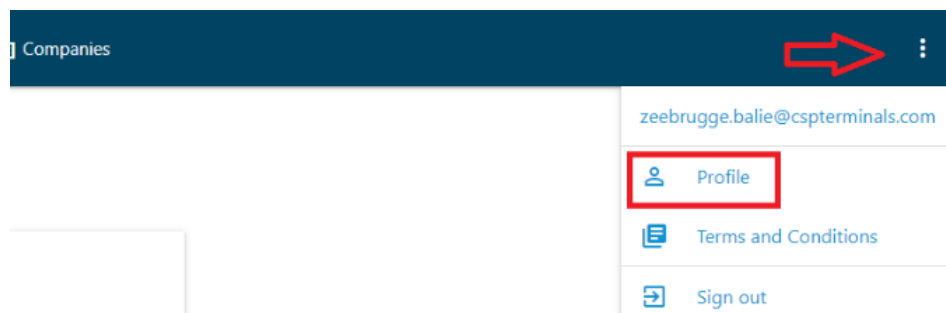 Companies
zeebrugge.balie@cspterminals.com
Profile
Terms and Conditions
Sign out